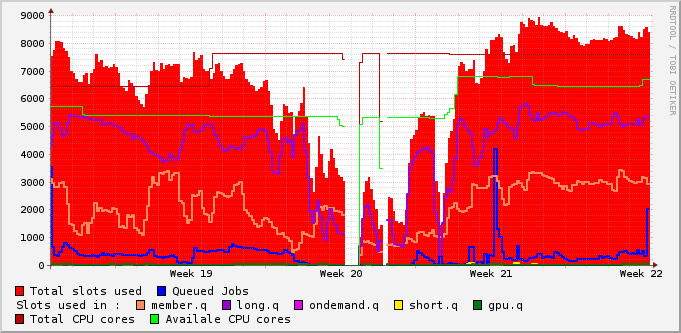 9000
8000
7000
6000
5000
4000
3000
2000
1000
0
Week 19 Week 20 Week 21 Week 22
Total slots used Queued Jobs
Slots used in : member.q long.q ondemand.q short.q gpu.q
Total CPU cores Availale CPU cores
RRDTOOL / TOBI OETIKER